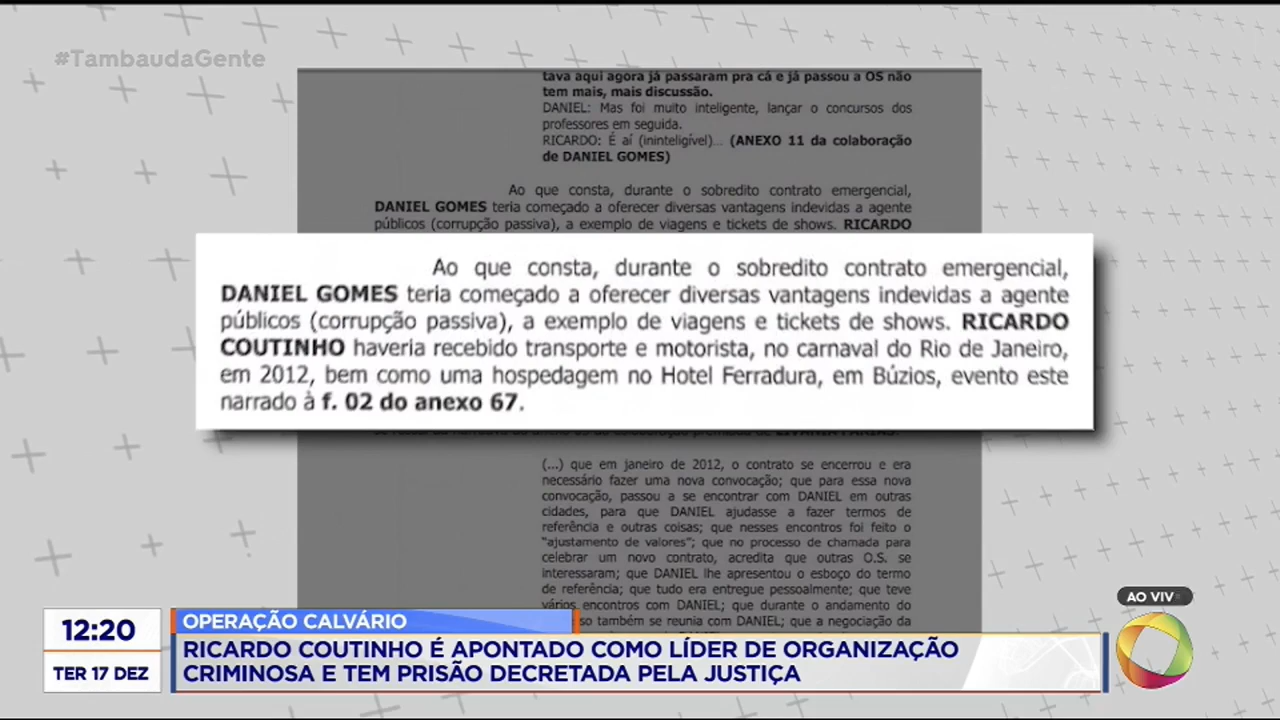 #TambaudaGente
tava aqui agora já passaram pra cá e já passou a OS não
tem mais, mais discussão.
DANIEL: Mas foi muito inteligente, lançar o concursos dos
professores em seguida.
RICARDO: É aí (ininteligível)... (ANEXO 11 da colaboração
de DANIEL GOMES)
Ao que consta, durante o sobredito contrato emergencial,
DANIEL GOMES teria começado a oferecer diversas vantagens indevidas a agente
públicos (corrupção passiva), a exemplo de viagens e tickets de shows. RICARDO
Ao que consta, durante o sobredito contrato emergencial,
DANIEL GOMES teria começado a oferecer diversas vantagens indevidas a agente
públicos (corrupção passiva), a exemplo de viagens e tickets de shows. RICARDO
COUTINHO haveria recebido transporte e motorista, no carnaval do Rio de Janeiro,
em 2012, bem como uma hospedagem no Hotel Ferradura, em Búzios, evento este
narrado à f. 02 do anexo 67.
(...) que em janeiro de 2012, o contrato se encerrou e era
necessário fazer uma nova convocação; que para essa nova
convocação, passou a se encontrar com DANIEL em outras
cidades, para que DANIEL ajudasse a fazer termos de
referência e outras coisas; que nesses encontros foi feito o
"ajustamento de valores"; que no processo de chamada para
celebrar um novo contrato, acredita que outras O.S. se
interessaram; que DANIEL lhe apresentou o esboço do termo
de referência; que tudo era entregue pessoalmente; que teve
vários encontros com DANIEL; que durante o andamento do
so também se reunia com DANIEL; que a negociação da
AO VIV
12:20
TER 17 DEZ
OPERAÇÃO CALVÁRIO
RICARDO COUTINHO É APONTADO COMO LÍDER DE ORGANIZAÇÃO
CRIMINOSA E TEM PRISÃO DECRETADA PELA JUSTIÇA